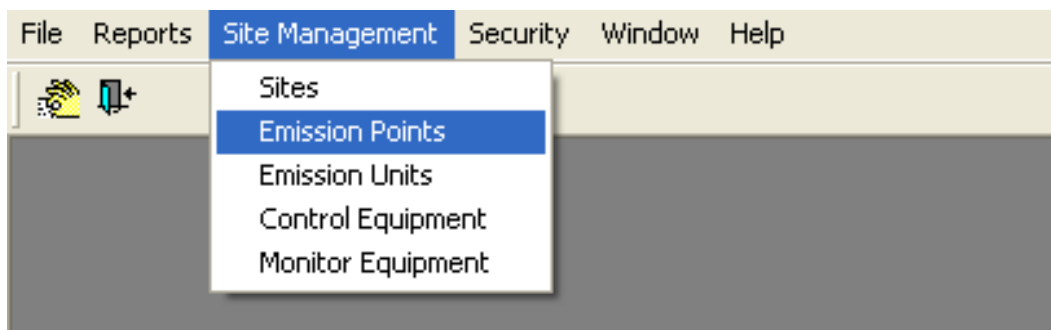 File Reports Site Management Security Window Help
Sites
Emission Points
Emission Units
Control Equipment
Monitor Equipment